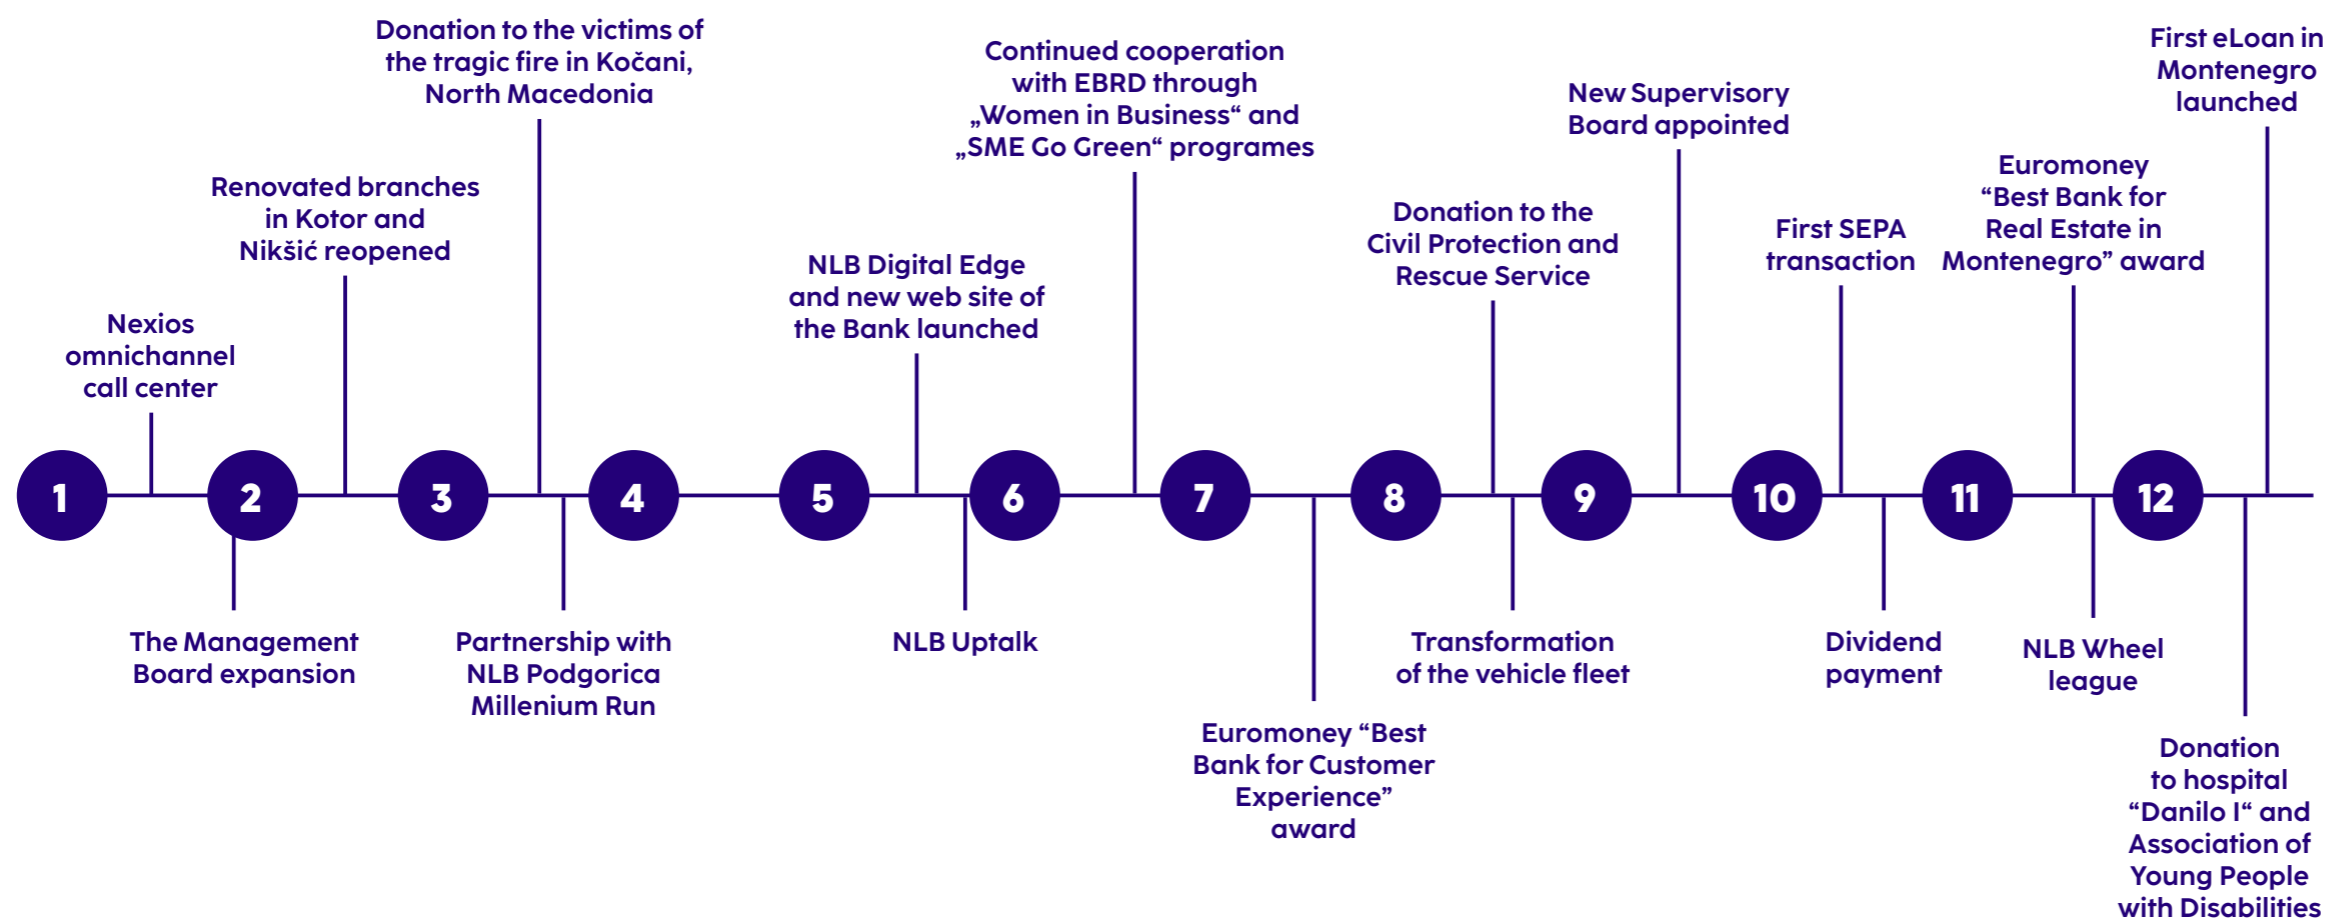 Donation to the victims of
the tragic fire in Kočani,
North Macedonia
Continued cooperation
with EBRD through
„Women in Business“ and
„SME Go Green“ programes
First eLoan in
Montenegro
launched
New Supervisory
Board appointed
Renovated branches
in Kotor and
Nikšić reopened
Euromoney
“Best Bank for
Real Estate in
Montenegro” award
Donation to the
Civil Protection and
Rescue Service
First SEPA
transaction
NLB Digital Edge
and new web site of
the Bank launched
Nexios
omnichannel
call center
1
2
3
4
5
6
7
8
9
10
11
12
The Management
Board expansion
Partnership with
NLB Podgorica
Millenium Run
NLB Uptalk
Transformation
of the vehicle fleet
Dividend
payment
NLB Wheel
league
Euromoney “Best
Bank for Customer
Experience”
award
Donation
to hospital
“Danilo I“ and
Association of
Young People
with Disabilities